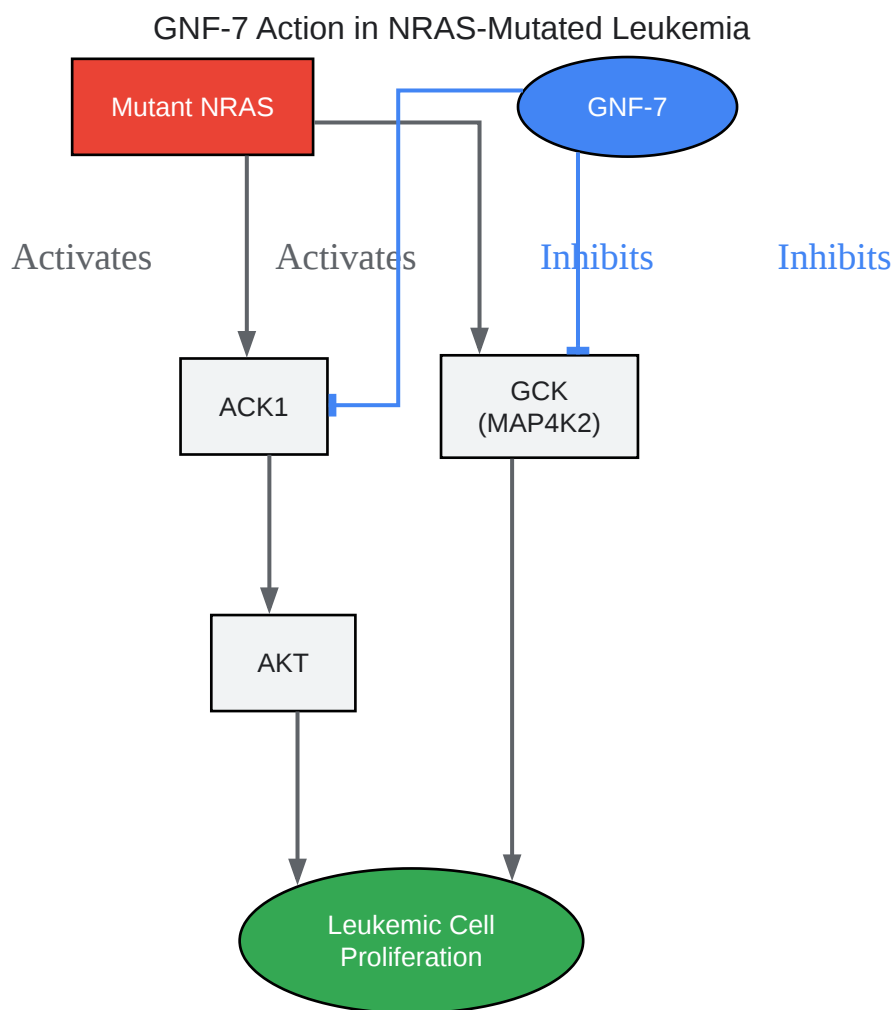 GNF-7 Action in NRAS-Mutated Leukemia
Mutant NRAS
GNF-7
Activates
Activates
Inhibits
Inhibits
ACK1
GCK
(MAP4K2)
AKT
Leukemic Cell
Proliferation